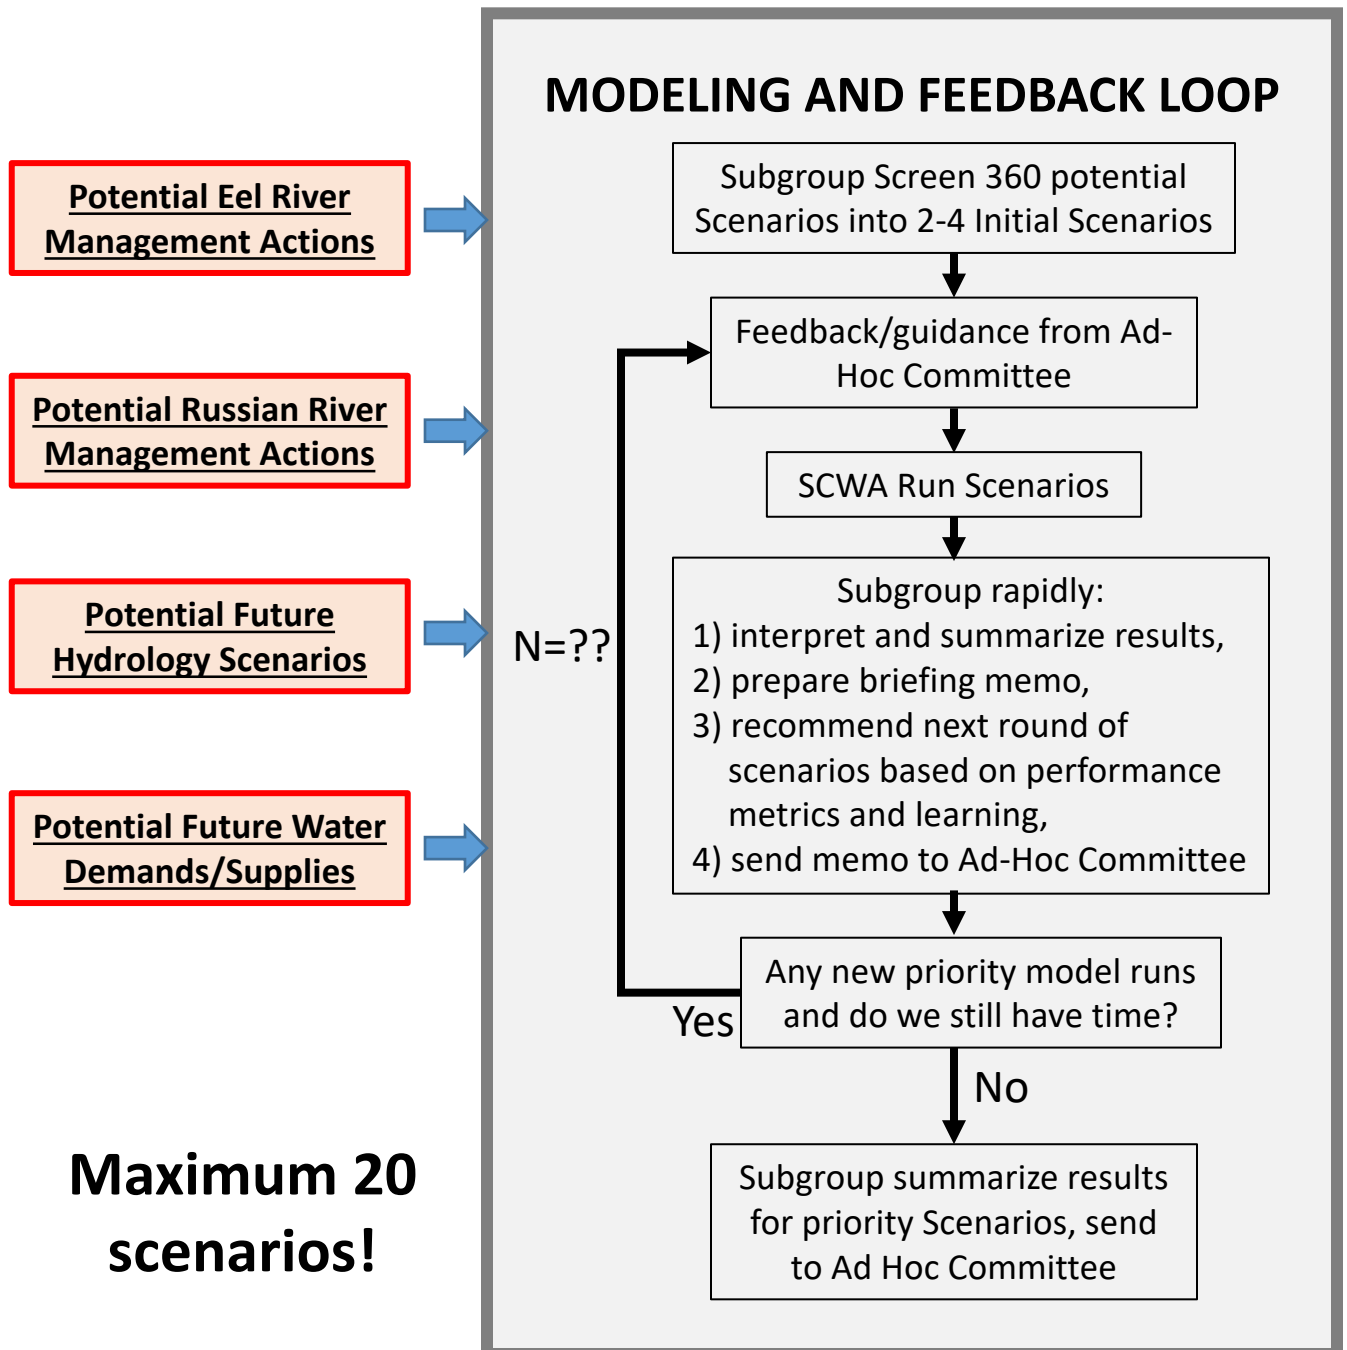 MODELING AND FEEDBACK LOOP
Potential Eel River
Management Actions
Potential Russian River
Management Actions
Potential Future
Hydrology Scenarios
Potential Future Water
Demands/Supplies
Maximum 20
scenarios!
Subgroup Screen 360 potential
Scenarios into 2-4 Initial Scenarios
Feedback/guidance from Ad-
Hoc Committee
SCWA Run Scenarios
N=??
Subgroup rapidly:
1) interpret and summarize results,
2) prepare briefing memo,
3) recommend next round of
scenarios based on performance
metrics and learning,
4) send memo to Ad-Hoc Committee
Any new priority model runs
and do we still have time?
Yes
No
Subgroup summarize results
for priority Scenarios, send
to Ad Hoc Committee